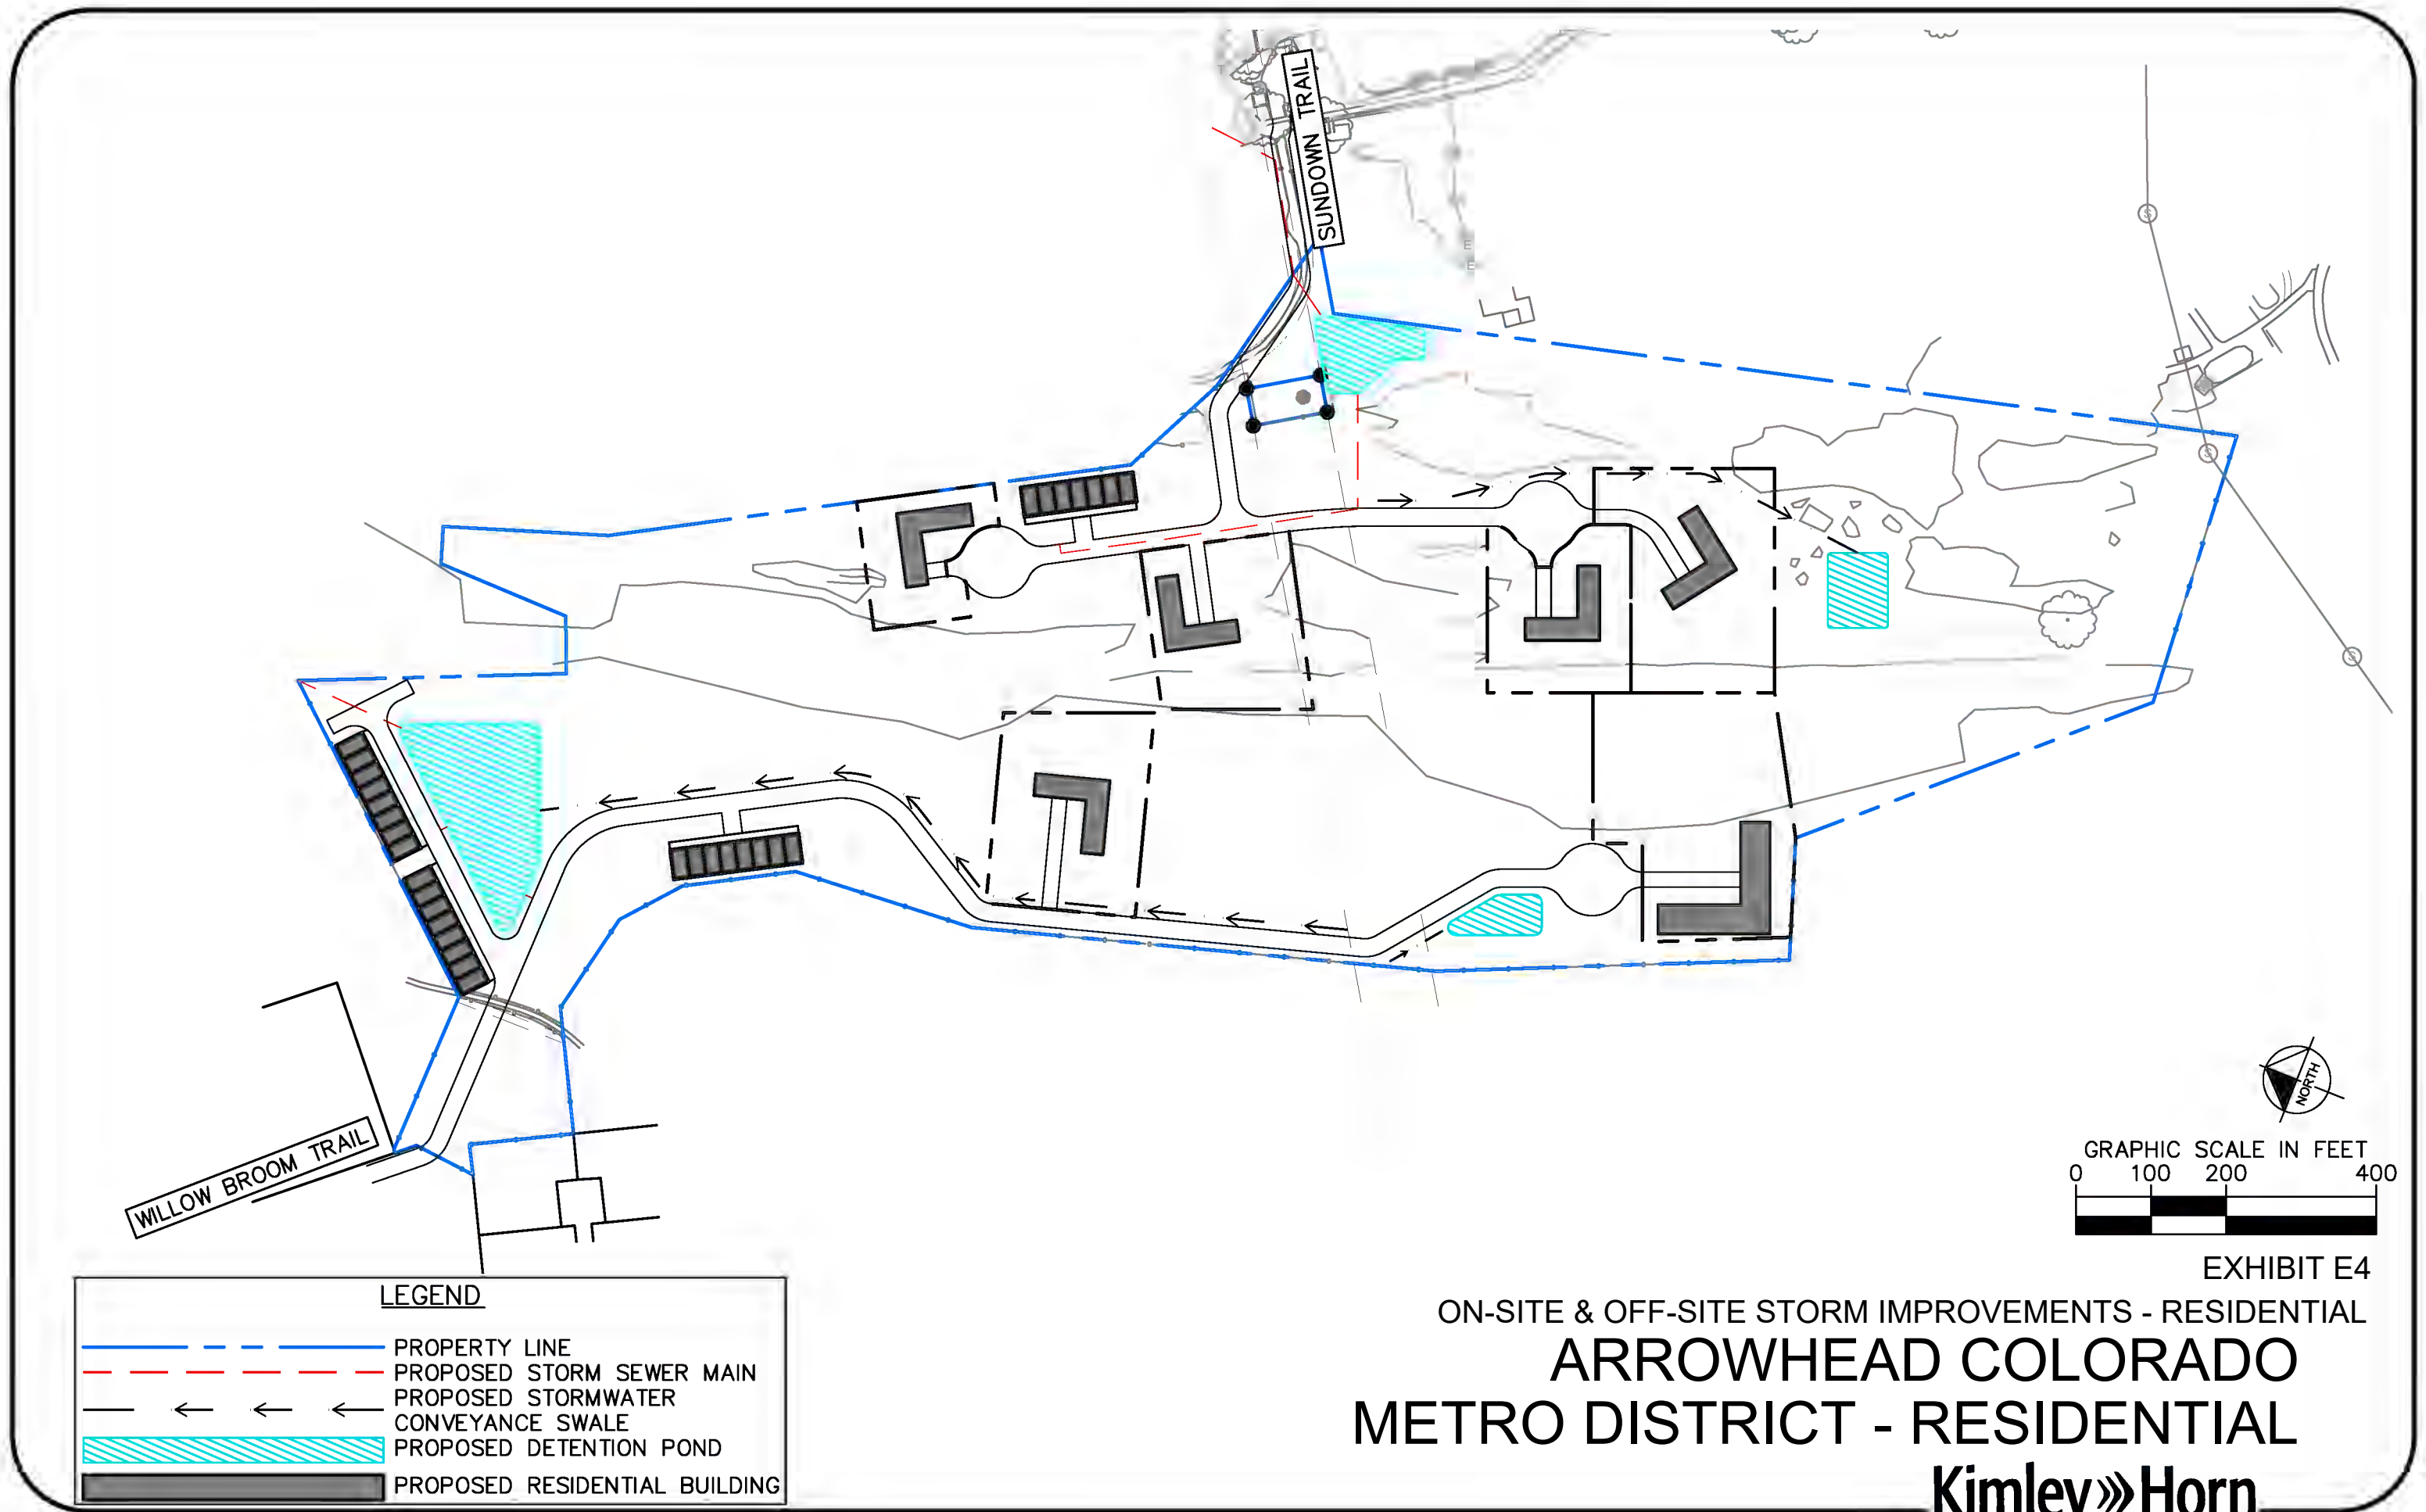 SUNDOWN TRAIL
E
E
S
S
S
WILLOW BROOM TRAIL
NORTH
GRAPHIC SCALE IN FEET
0 100 200 400
EXHIBIT E4
ON-SITE & OFF-SITE STORM IMPROVEMENTS - RESIDENTIAL
ARROWHEAD COLORADO
METRO DISTRICT - RESIDENTIAL
Kimley»Horn
LEGEND
PROPERTY LINE
PROPOSED STORM SEWER MAIN
PROPOSED STORMWATER
CONVEYANCE SWALE
PROPOSED DETENTION POND
PROPOSED RESIDENTIAL BUILDING